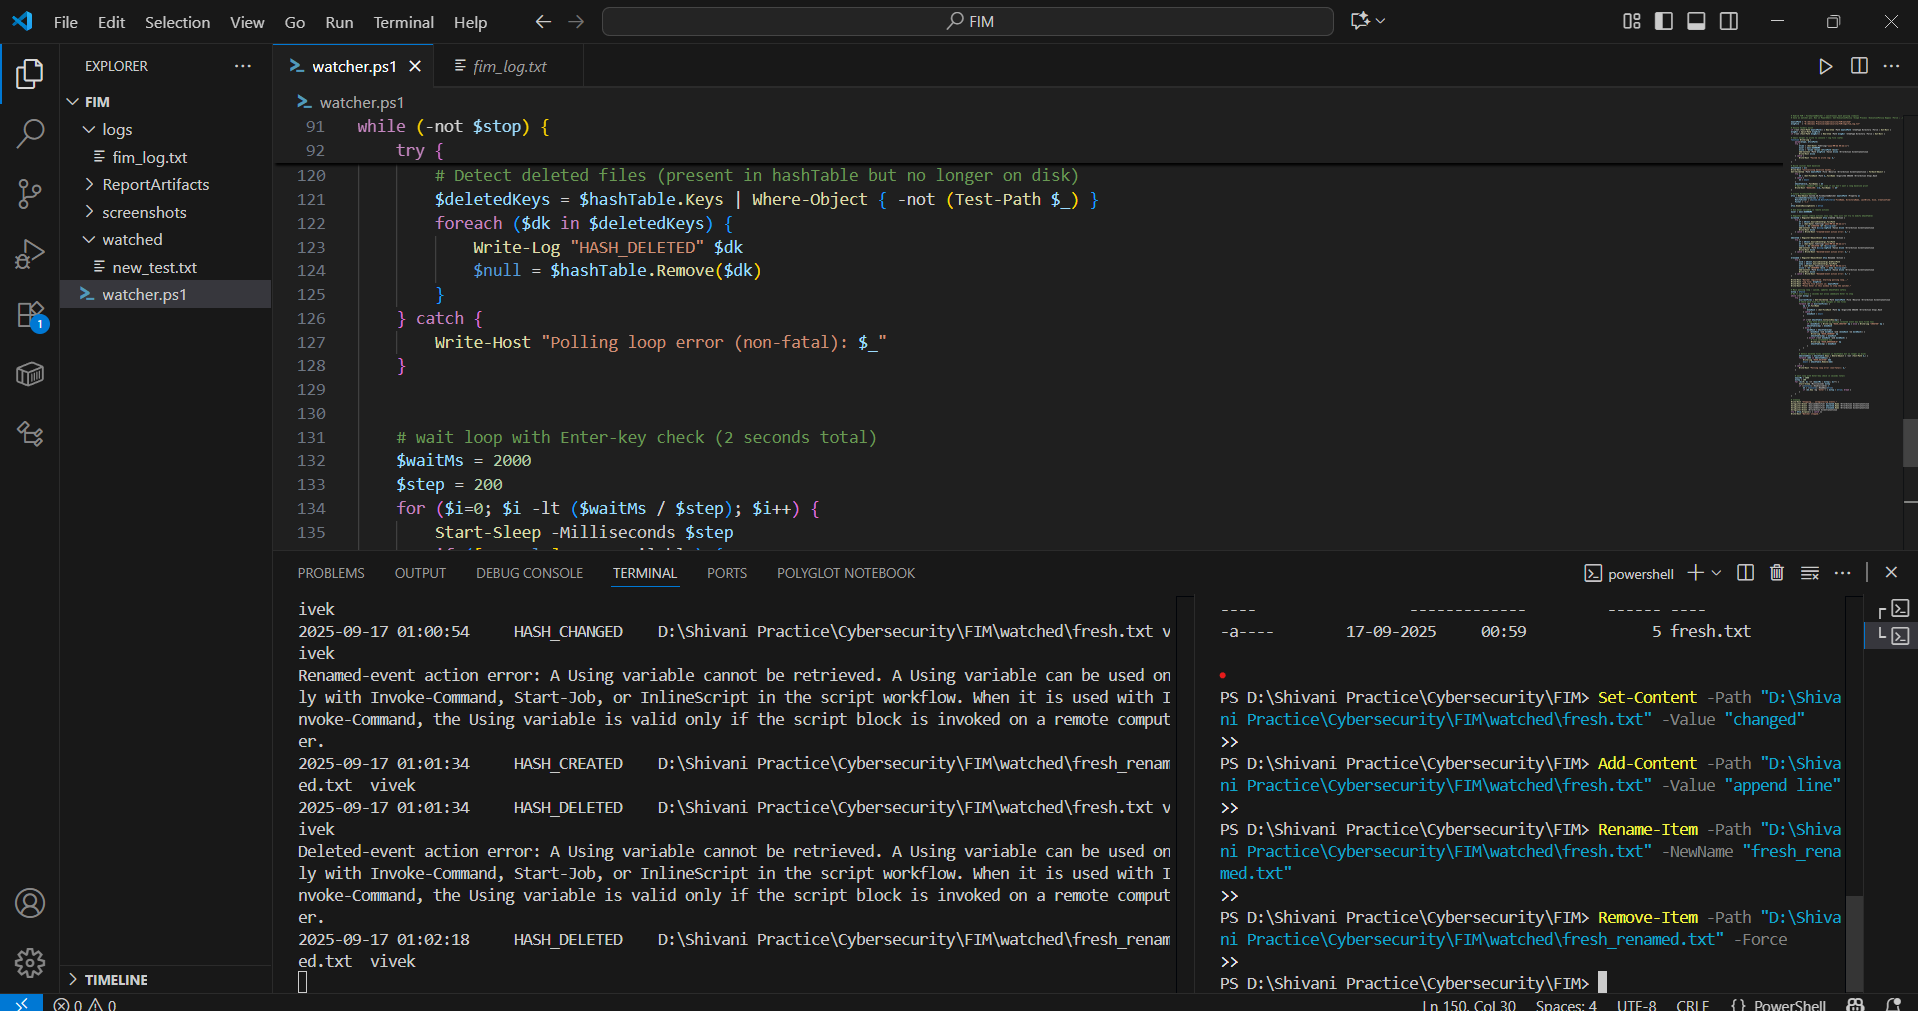 File Edit Selection View Go Run Terminal Help
FIM
EXPLORER
FIM
logs
fim_log.txt
ReportArtifacts
screenshots
watched
new_test.txt
watcher.ps1
1
TIMELINE
watcher.ps1
fim_log.txt
watcher.ps1
91 while (-not $stop) {
92 try {
120 # Detect deleted files (present in hashTable but no longer on disk)
121 $deletedKeys = $hashTable.Keys | Where-Object { -not (Test-Path $_) }
122 foreach ($dk in $deletedKeys) {
123 Write-Log "HASH_DELETED" $dk
124 $null = $hashTable.Remove($dk)
125 }
126 } catch {
127 Write-Host "Polling loop error (non-fatal): $_"
128 }
129
130
131 # wait loop with Enter-key check (2 seconds total)
132 $waitMs = 2000
133 $step = 200
134 for ($i=0; $i -lt ($waitMs / $step); $i++) {
135 Start-Sleep -Milliseconds $step
PROBLEMS OUTPUT DEBUG CONSOLE TERMINAL PORTS POLYGLOT NOTEBOOK
powershell
ivek
2025-09-17 01:00:54 HASH_CHANGED D:\Shivani Practice\Cybersecurity\FIM\watched\fresh.txt v
ivek
Renamed-event action error: A Using variable cannot be retrieved. A Using variable can be used on
ly with Invoke-Command, Start-Job, or InlineScript in the script workflow. When it is used with I
nvoke-Command, the Using variable is valid only if the script block is invoked on a remote comput
er.
2025-09-17 01:01:34 HASH_CREATED D:\Shivani Practice\Cybersecurity\FIM\watched\fresh_renam
ed.txt vivek
2025-09-17 01:01:34 HASH_DELETED D:\Shivani Practice\Cybersecurity\FIM\watched\fresh.txt v
ivek
Deleted-event action error: A Using variable cannot be retrieved. A Using variable can be used on
ly with Invoke-Command, Start-Job, or InlineScript in the script workflow. When it is used with I
nvoke-Command, the Using variable is valid only if the script block is invoked on a remote comput
er.
2025-09-17 01:02:18 HASH_DELETED D:\Shivani Practice\Cybersecurity\FIM\watched\fresh_renam
ed.txt vivek
---- ------------- ------ ----
-a---- 17-09-2025 00:59 5 fresh.txt
PS D:\Shivani Practice\Cybersecurity\FIM> Set-Content -Path "D:\Shiva
ni Practice\Cybersecurity\FIM\watched\fresh.txt" -Value "changed"
>>
PS D:\Shivani Practice\Cybersecurity\FIM> Add-Content -Path "D:\Shiva
ni Practice\Cybersecurity\FIM\watched\fresh.txt" -Value "append line"
>>
PS D:\Shivani Practice\Cybersecurity\FIM> Rename-Item -Path "D:\Shiva
ni Practice\Cybersecurity\FIM\watched\fresh.txt" -NewName "fresh_rena
med.txt"
>>
PS D:\Shivani Practice\Cybersecurity\FIM> Remove-Item -Path "D:\Shiva
ni Practice\Cybersecurity\FIM\watched\fresh_renamed.txt" -Force
>>
PS D:\Shivani Practice\Cybersecurity\FIM>
0 0
Ln 150, Col 30 Spaces: 4 UTF-8 CRLF {} PowerShell